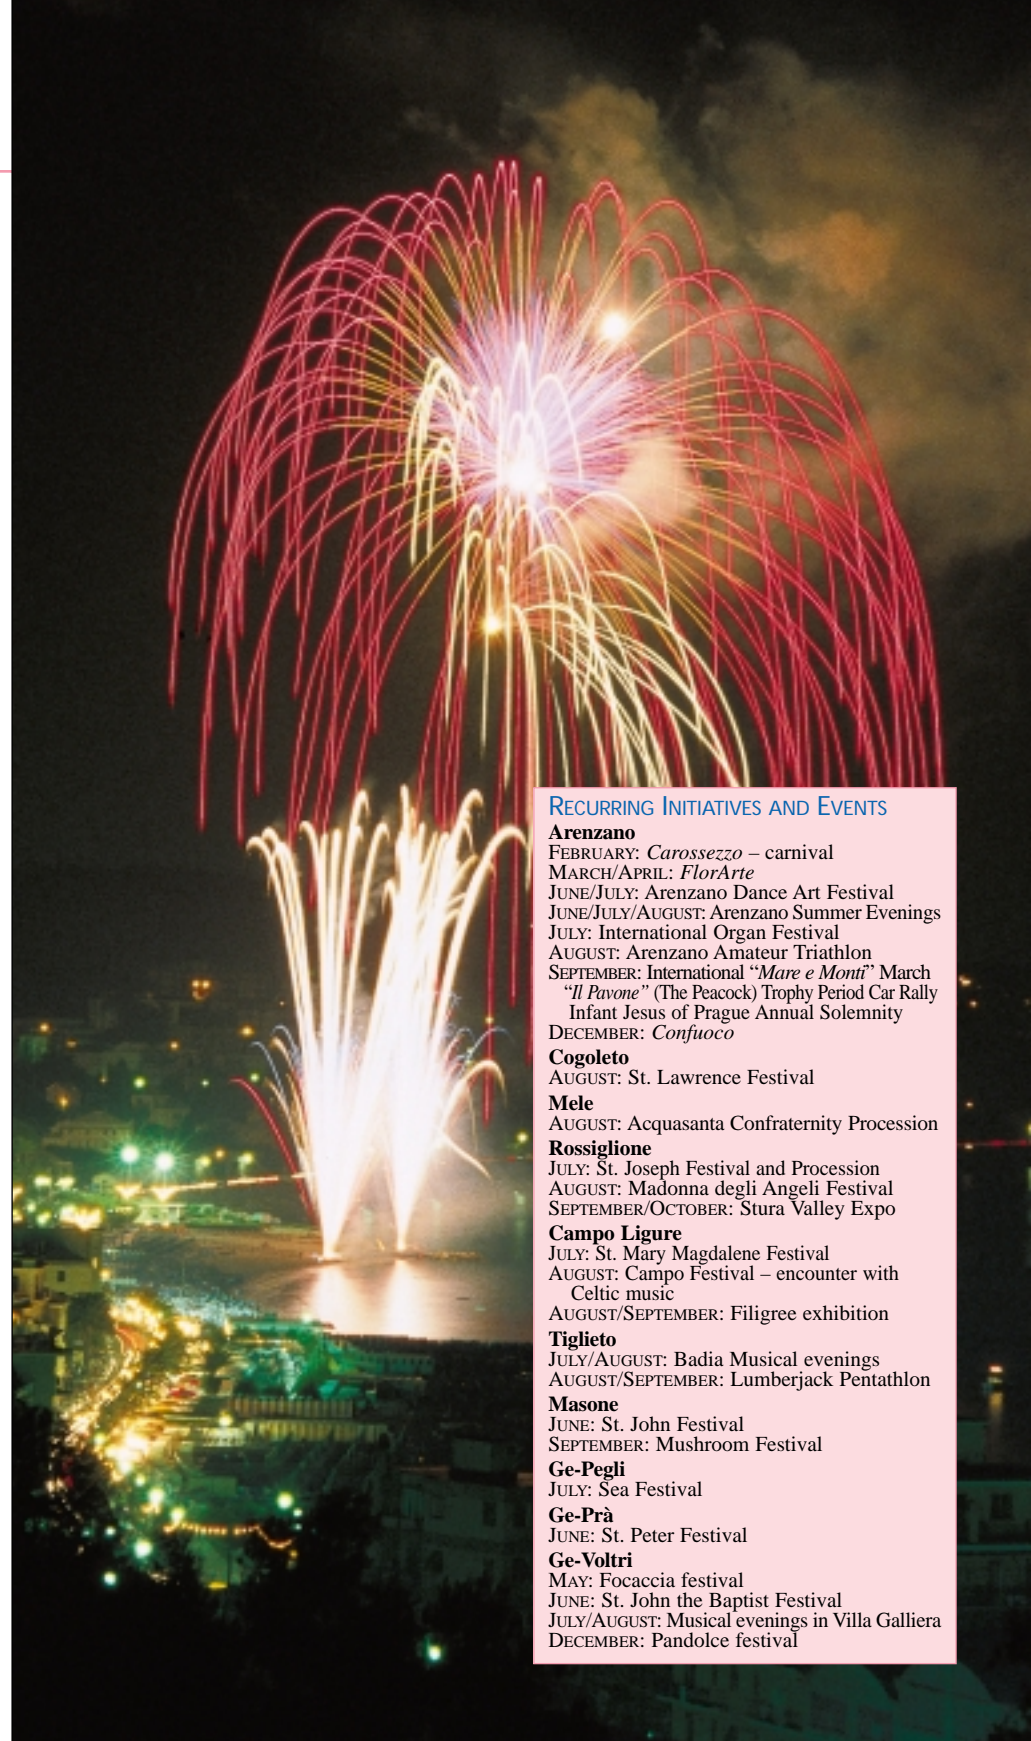 RECURRING INITIATIVES AND EVENTS
Arenzano
FEBRUARY: Carossezzo – carnival
MARCH/APRIL: FlorArte
JUNE/JULY: Arenzano Dance Art Festival
JUNE/JULY/AUGUST: Arenzano Summer Evenings
JULY: International Organ Festival
AUGUST: Arenzano Amateur Triathlon
SEPTEMBER: International “Mare e Monti” March
“Il Pavone” (The Peacock) Trophy Period Car Rally
Infant Jesus of Prague Annual Solemnity
DECEMBER: Confuoco
Cogoleto
AUGUST: St. Lawrence Festival
Mele
AUGUST: Acquasanta Confraternity Procession
Rossiglione
JULY: St. Joseph Festival and Procession
AUGUST: Madonna degli Angeli Festival
SEPTEMBER/OCTOBER: Stura Valley Expo
Campo Ligure
JULY: St. Mary Magdalene Festival
AUGUST: Campo Festival – encounter with
Celtic music
AUGUST/SEPTEMBER: Filigree exhibition
Tiglieto
JULY/AUGUST: Badia Musical evenings
AUGUST/SEPTEMBER: Lumberjack Pentathlon
Masone
JUNE: St. John Festival
SEPTEMBER: Mushroom Festival
Ge-Pegli
JULY: Sea Festival
Ge-Prà
JUNE: St. Peter Festival
Ge-Voltri
MAY: Focaccia festival
JUNE: St. John the Baptist Festival
JULY/AUGUST: Musical evenings in Villa Galliera
DECEMBER: Pandolce festival